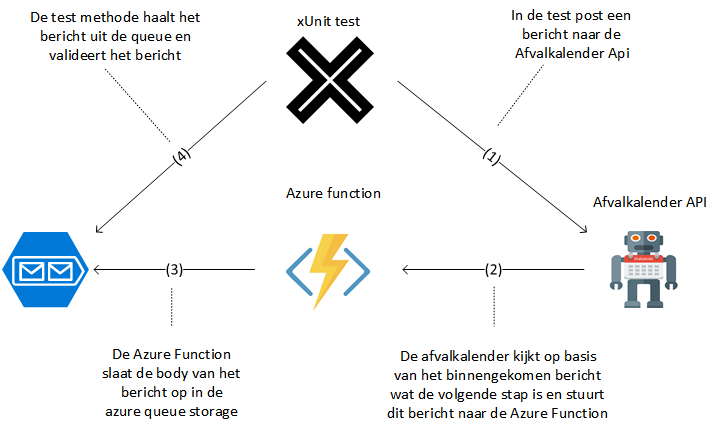 De test methode haalt het
bericht uit de queue en
valideert het bericht
xUnit test
In de test post een
bericht naar de
Afvalkalender Api
(4)
(1)
Azure function
Afvalkalender API
(3)
(2)
De Azure Function
slaat de body van het
bericht op in de
azure queue storage
De afvalkalender kijkt op basis
van het binnengekomen bericht
wat de volgende stap is en stuurt
dit bericht naar de Azure Function